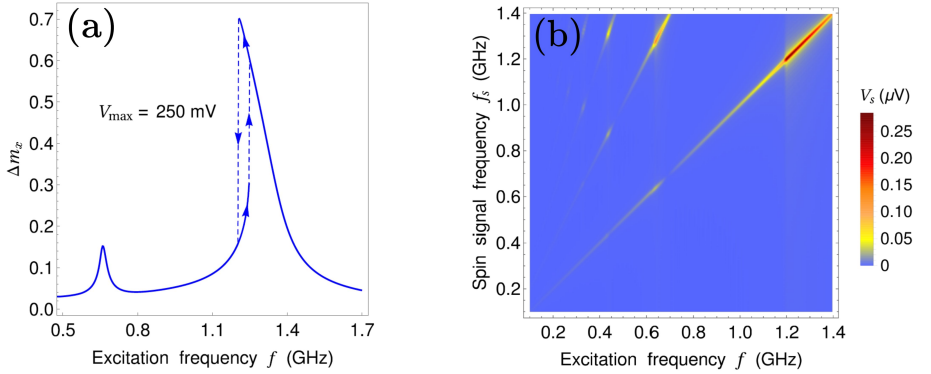 (a)
0.7
0.6
0.5
0.4
0.3
0.2
0.1
0.0
Δmₓ
Vmax = 250 mV
0.5 0.8 1.1 1.4 1.7
Excitation frequency f (GHz)
(b)
1.4
1.2
1.0
0.8
0.6
0.4
0.2
Spin signal frequency fₛ (GHz)
0.2 0.4 0.6 0.8 1.0 1.2 1.4
Excitation frequency f (GHz)
Vₛ (μV)
0.25
0.20
0.15
0.10
0.05
0